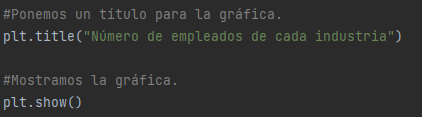 #Ponemos un título para la gráfica.
plt.title("Número de empleados de cada industria")
#Mostramos la gráfica.
plt.show()